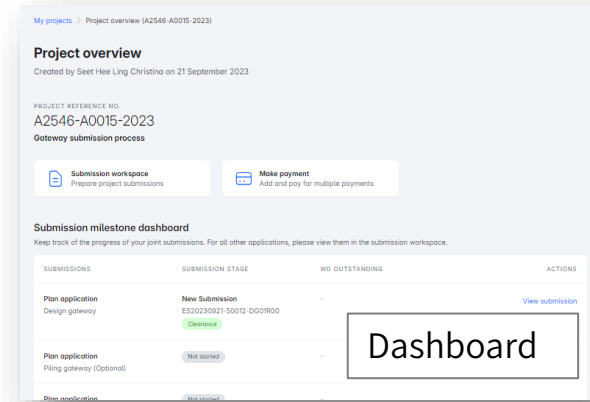 My projects > Project overview (A2546-A0015-2023)
Project overview
Created by Seet Hee Ling Christina on 21 September 2023
PROJECT REFERENCE NO.
A2546-A0015-2023
Gateway submission process
Submission workspace
Prepare project submissions
Make payment
Add and pay for multiple payments
Submission milestone dashboard
Keep track of the progress of your joint submissions. For all other applications, please view them in the submission workspace.
SUBMISSIONS SUBMISSION STAGE WD OUTSTANDING ACTIONS
Plan application New Submission - View submission
Design gateway ES20230921-50012-DG01R00
Clearance
Dashboard
Plan application Not started -
Piling gateway (Optional)
Plan application Not started